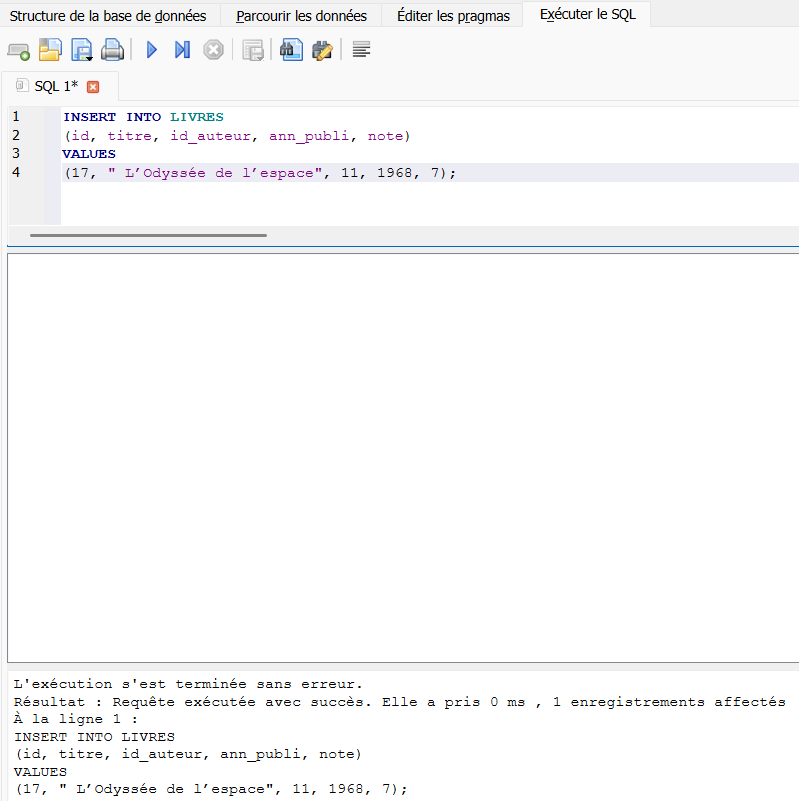 Structure de la base de données Parcourir les données Éditer les pragmas Exécuter le SQL
SQL 1*
1 INSERT INTO LIVRES
2 (id, titre, id_auteur, ann_publi, note)
3 VALUES
4 (17, " L’Odyssée de l’espace", 11, 1968, 7);
L'exécution s'est terminée sans erreur.
Résultat : Requête exécutée avec succès. Elle a pris 0 ms , 1 enregistrements affectés
À la ligne 1 :
INSERT INTO LIVRES
(id, titre, id_auteur, ann_publi, note)
VALUES
(17, " L’Odyssée de l’espace", 11, 1968, 7);